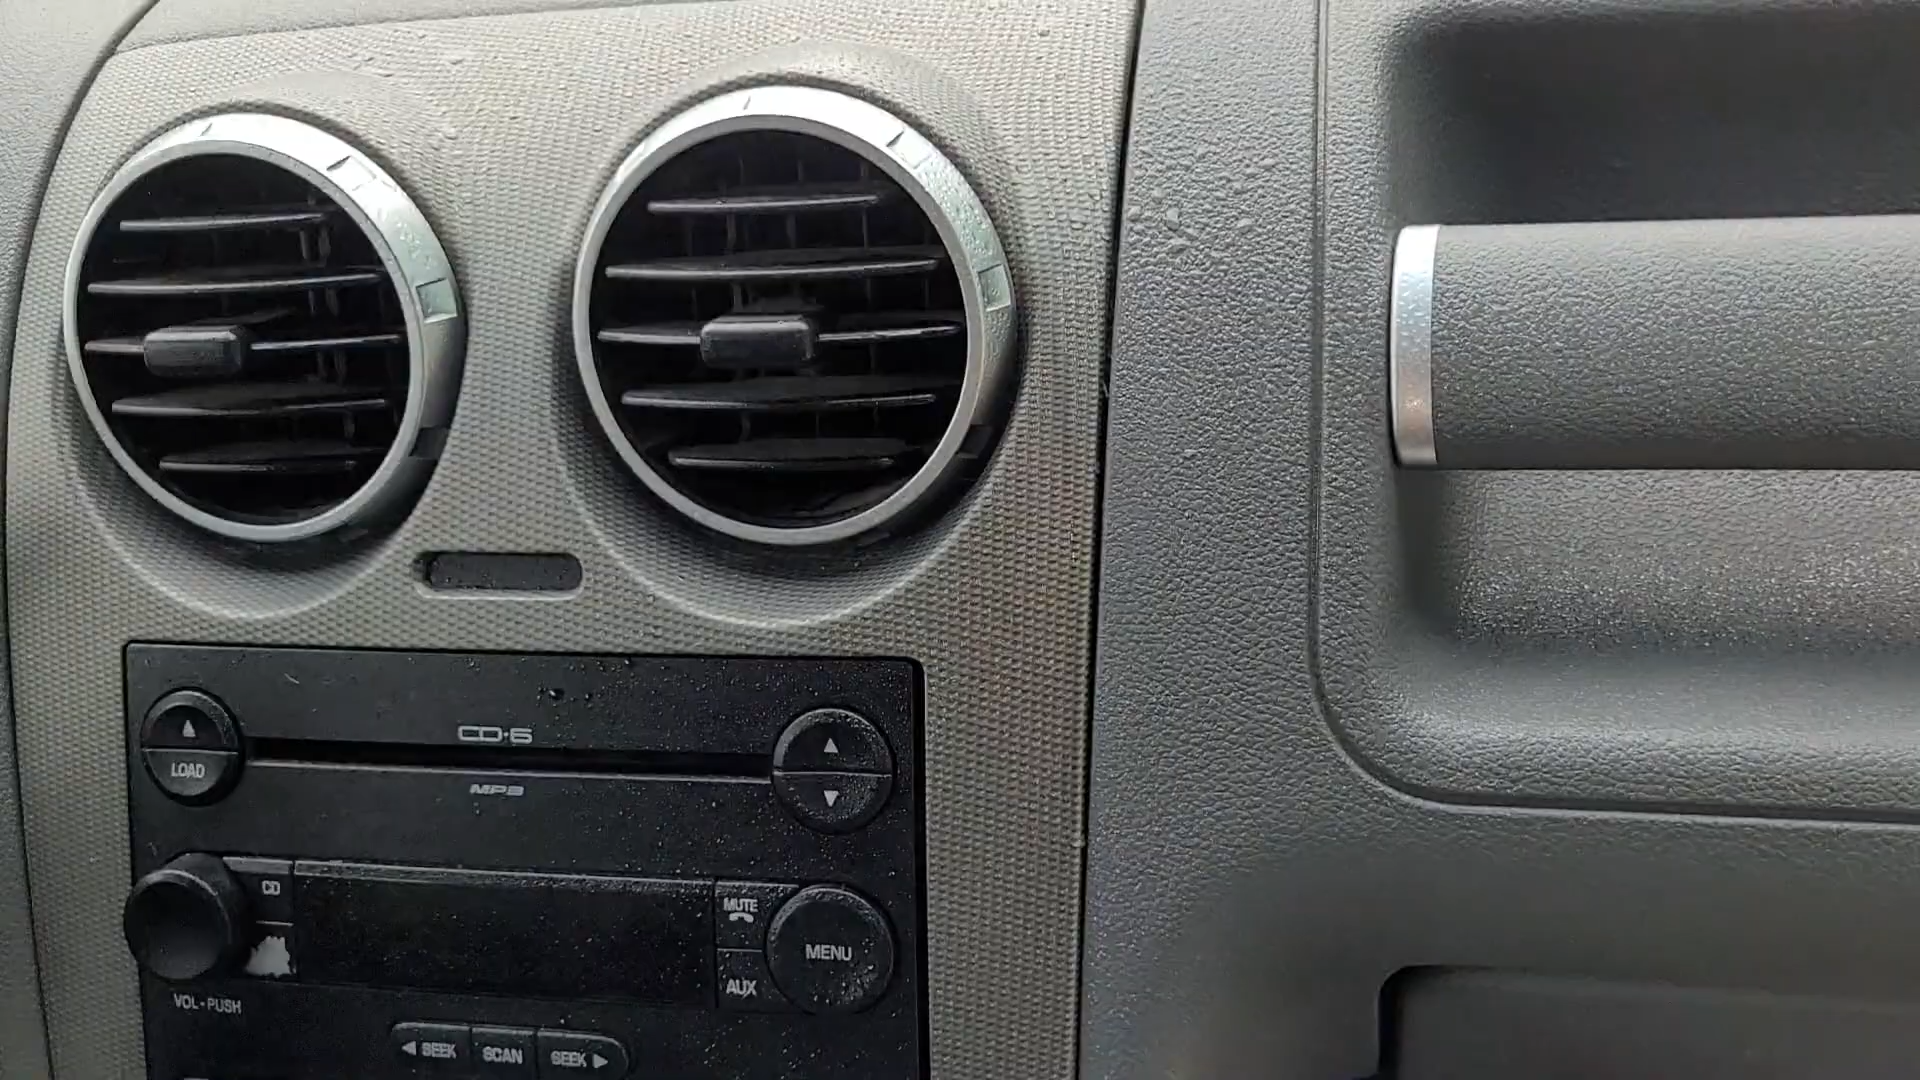 CD·6
LOAD
MP3
CD
MUTE
MENU
AUX
VOL-PUSH
SEEK
SCAN
SEEK